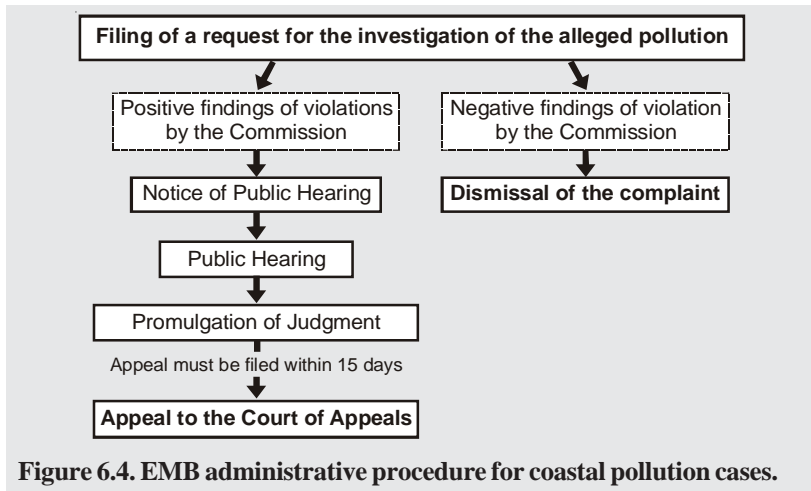 Filing of a request for the investigation of the alleged pollution
Positive findings of violations
by the Commission
Negative findings of violation
by the Commission
Notice of Public Hearing
Dismissal of the complaint
Public Hearing
Promulgation of Judgment
Appeal must be filed within 15 days
Appeal to the Court of Appeals
Figure 6.4. EMB administrative procedure for coastal pollution cases.